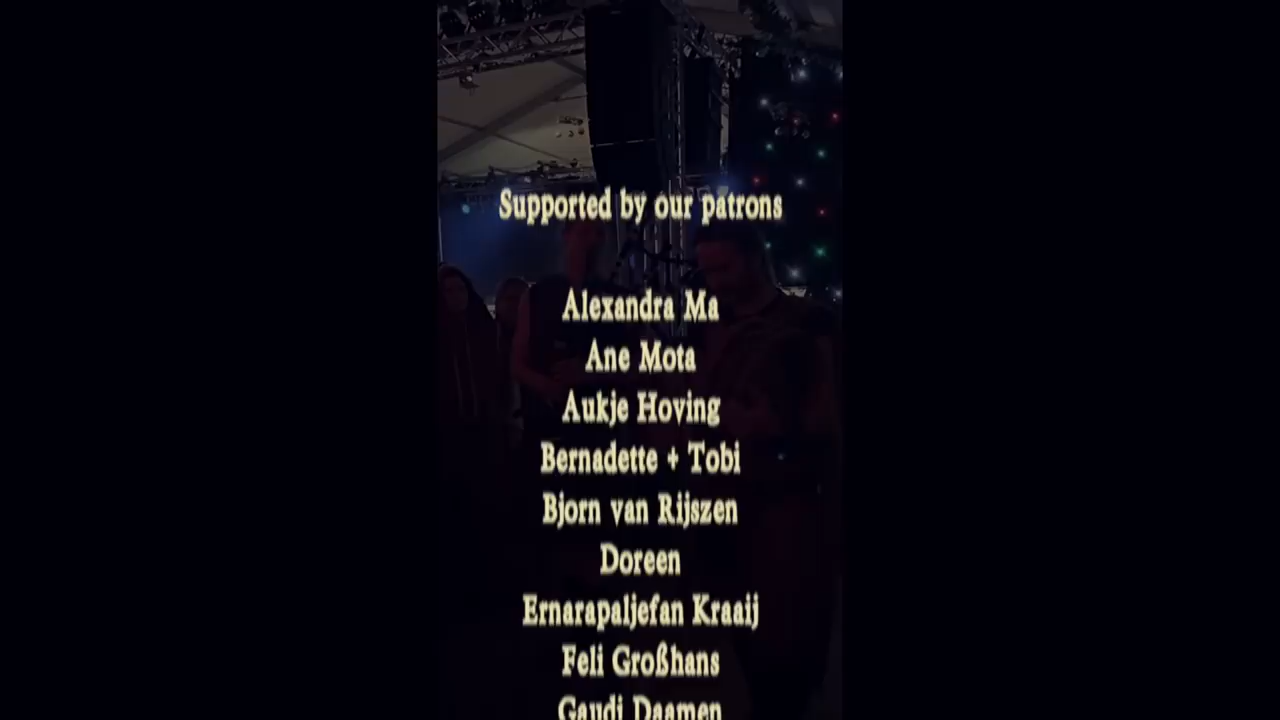 Supported by our patrons
Alexandra Ma
Ane Mota
Aukje Hoving
Bernadette + Tobi
Bjorn van Rijszen
Doreen
Ernarapaljefan Kraaij
Feli Großhans
Gaudi Daamen